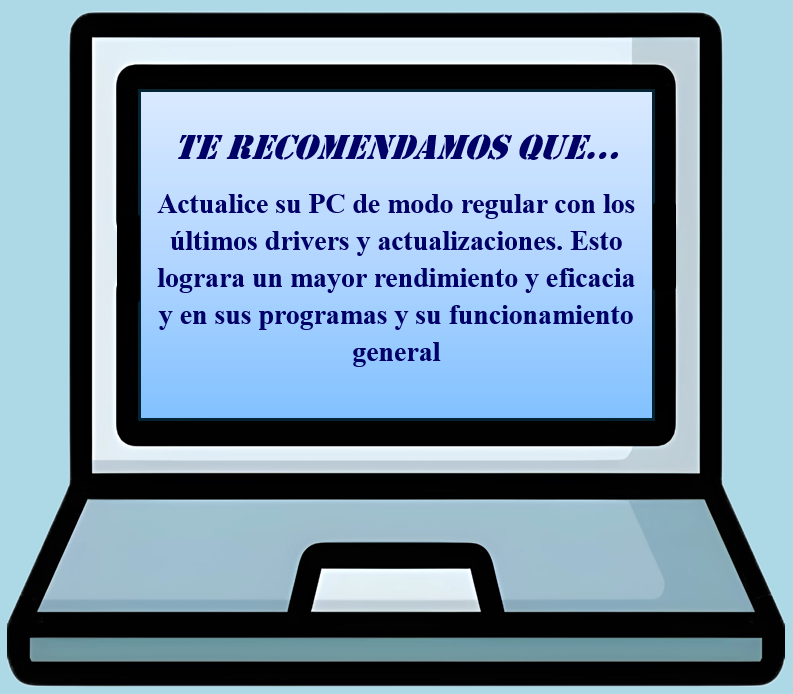 TE RECOMENDAMOS QUE...
Actualice su PC de modo regular con los
últimos drivers y actualizaciones. Esto
lograra un mayor rendimiento y eficacia
y en sus programas y su funcionamiento
general